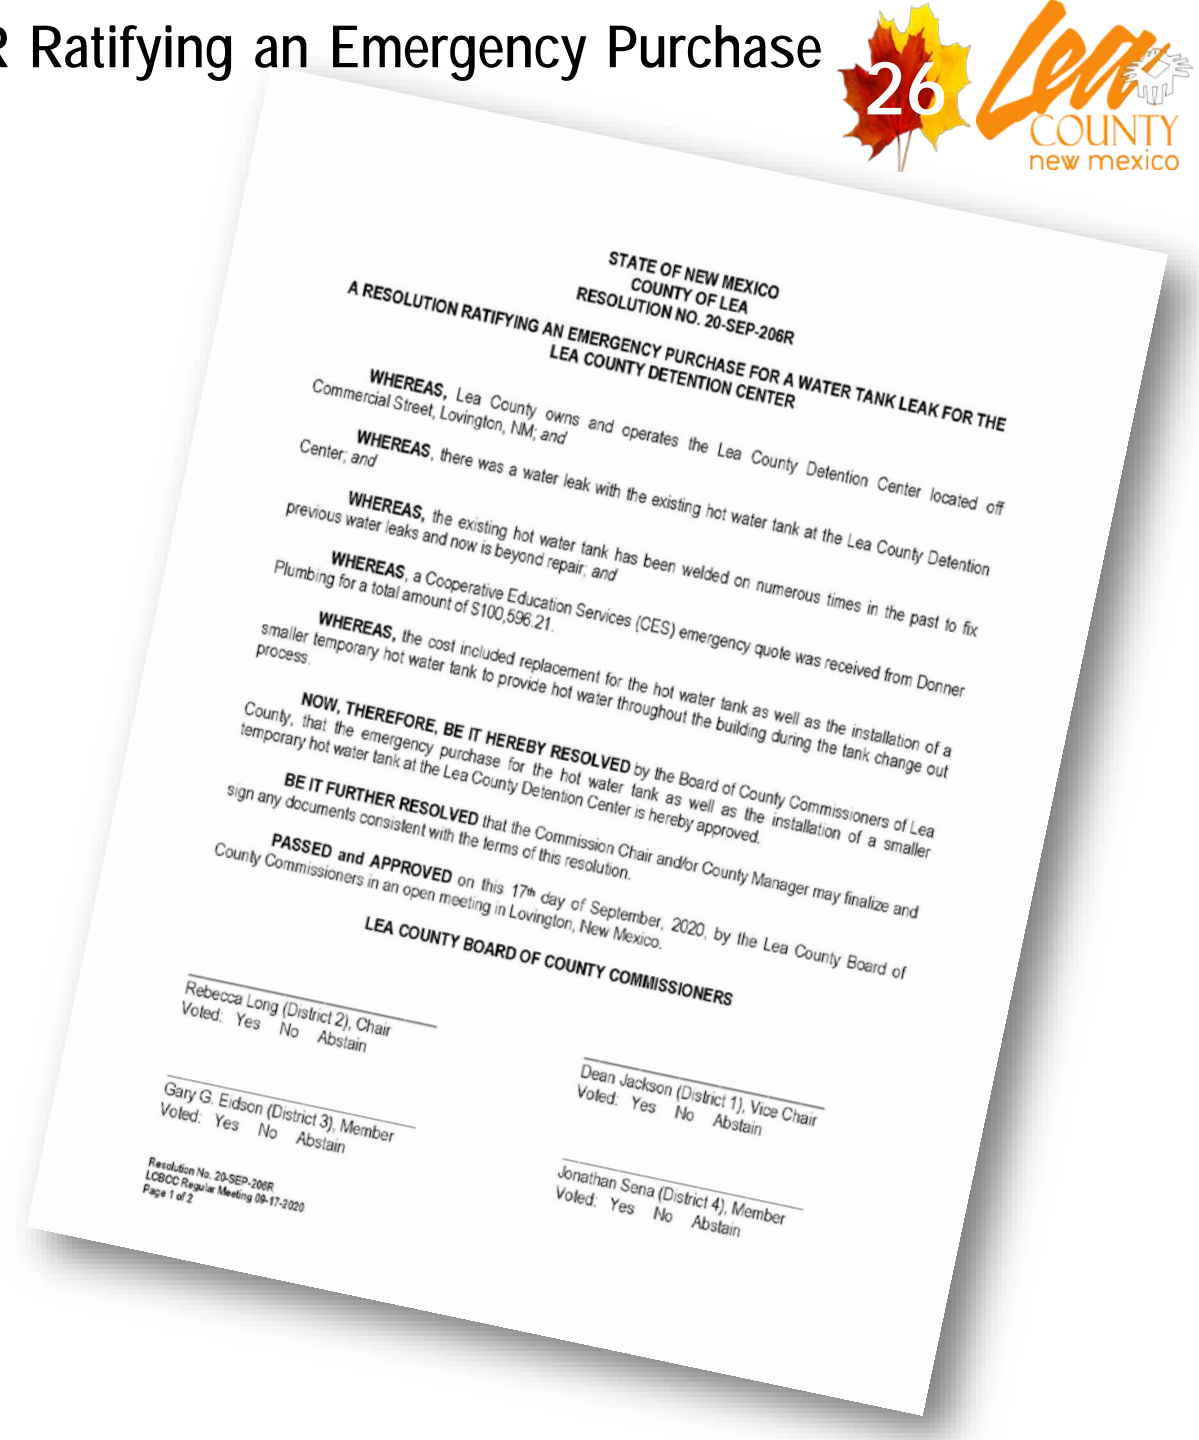 R Ratifying an Emergency Purchase
26
Lea
COUNTY
new mexico
STATE OF NEW MEXICO
COUNTY OF LEA
RESOLUTION NO. 20-SEP-206R
A RESOLUTION RATIFYING AN EMERGENCY PURCHASE FOR A WATER TANK LEAK FOR THE
LEA COUNTY DETENTION CENTER
WHEREAS, Lea County owns and operates the Lea County Detention Center located off
Commercial Street, Lovington, NM; and
WHEREAS, there was a water leak with the existing hot water tank at the Lea County Detention
Center; and
WHEREAS, the existing hot water tank has been welded on numerous times in the past to fix
previous water leaks and now is beyond repair; and
WHEREAS, a Cooperative Education Services (CES) emergency quote was received from Donner
Plumbing for a total amount of $100,596.21.
WHEREAS, the cost included replacement for the hot water tank as well as the installation of a
smaller temporary hot water tank to provide hot water throughout the building during the tank change out
process.
NOW, THEREFORE, BE IT HEREBY RESOLVED by the Board of County Commissioners of Lea
County, that the emergency purchase for the hot water tank as well as the installation of a smaller
temporary hot water tank at the Lea County Detention Center is hereby approved.
BE IT FURTHER RESOLVED that the Commission Chair and/or County Manager may finalize and
sign any documents consistent with the terms of this resolution.
PASSED and APPROVED on this 17th day of September, 2020, by the Lea County Board of
County Commissioners in an open meeting in Lovington, New Mexico.
LEA COUNTY BOARD OF COUNTY COMMISSIONERS
Rebecca Long (District 2), Chair
Voted: Yes No Abstain
Dean Jackson (District 1), Vice Chair
Voted: Yes No Abstain
Gary G. Eidson (District 3), Member
Voted: Yes No Abstain
Jonathan Sena (District 4), Member
Voted: Yes No Abstain
Resolution No. 20-SEP-206R
LCBCC Regular Meeting 09-17-2020
Page 1 of 2